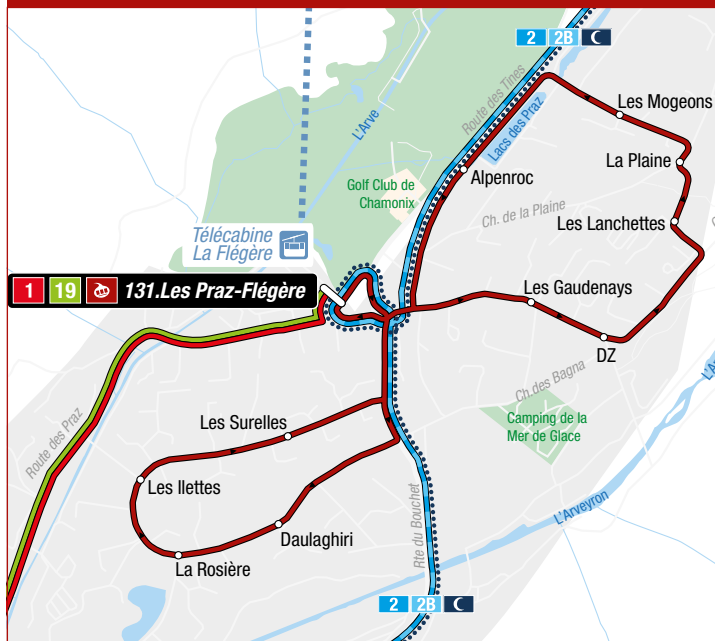 2 2B
Route des Tines
Lacs des Praz
L'Arve
Les Mogeons
La Plaine
Alpenroc
Golf Club de
Chamonix
Ch. de la Plaine
Les Lanchettes
Télécabine
La Flégère
1 19 131.Les Praz-Flégère
Les Gaudenays
DZ
Ch.des Bagna
Camping de la
Mer de Glace
Route des Praz
Les Surelles
Les Ilettes
Daulaghiri
La Rosière
Rte du Bouchet
L'Arveyron
2 2B